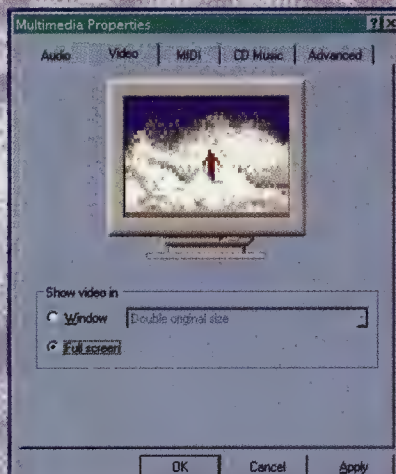 Multimedia Properties
Audio Video MIDI CD Music Advanced
Show video in
Window Double original size
Full screen
OK Cancel Apply